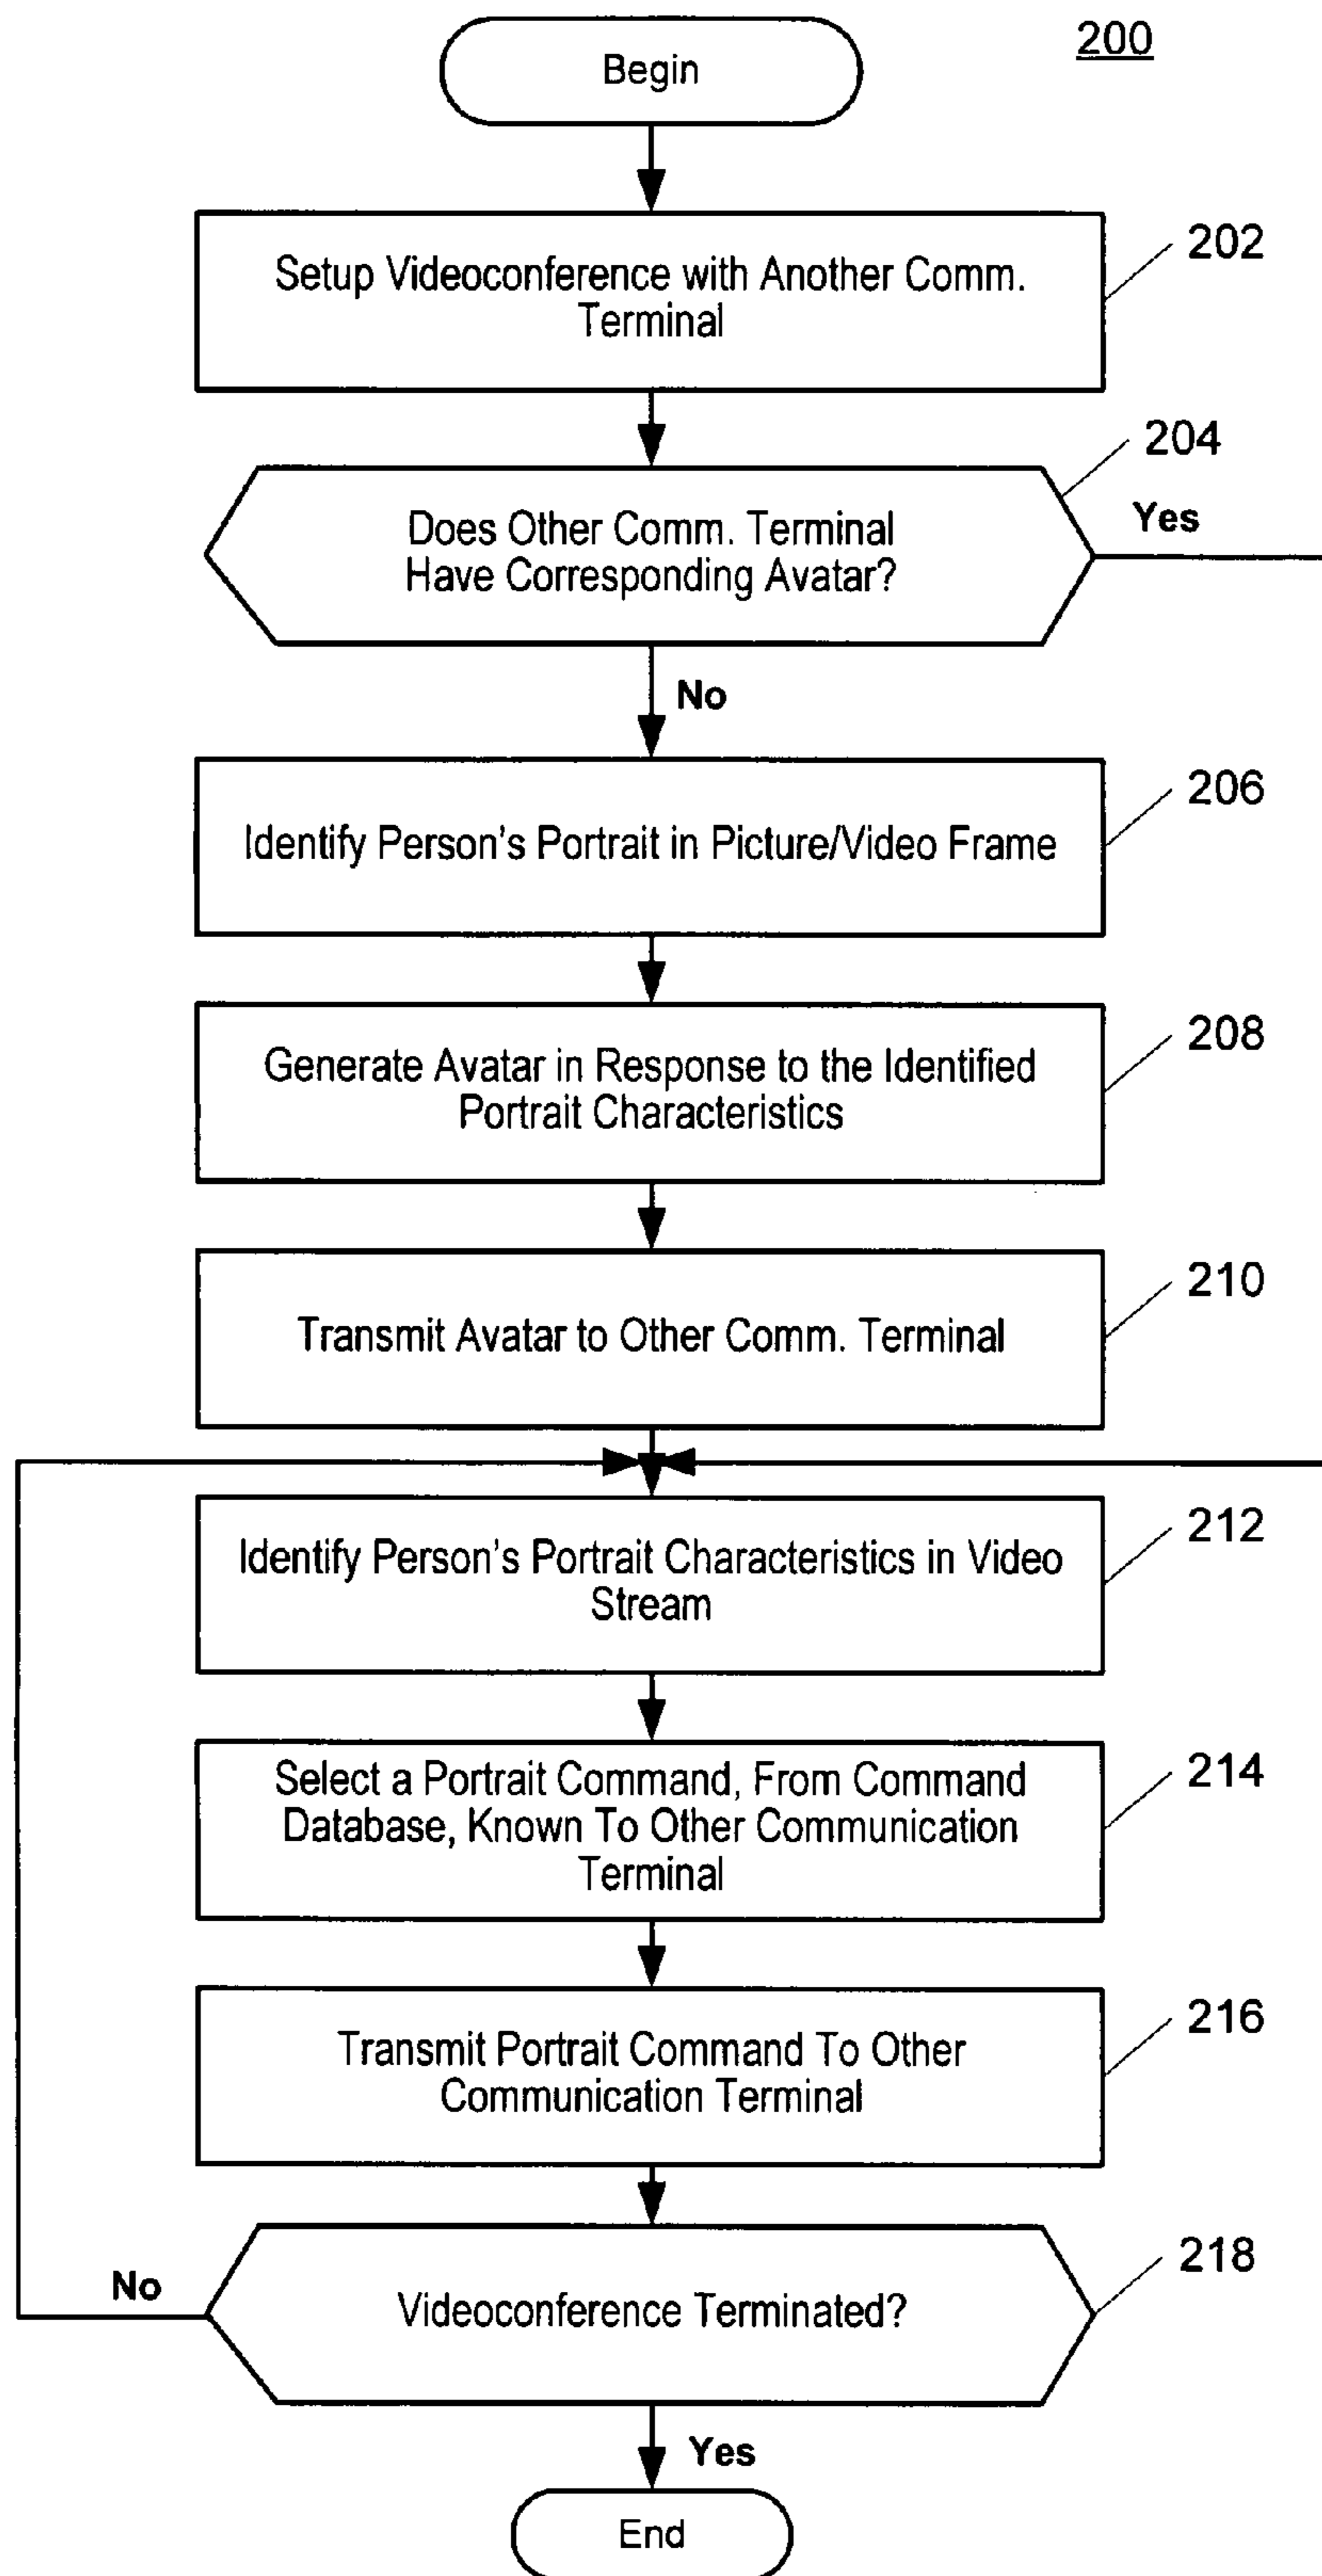 200
Begin
Setup Videoconference with Another Comm.
Terminal
202
Does Other Comm. Terminal
Have Corresponding Avatar?
204
Yes
No
Identify Person's Portrait in Picture/Video Frame
206
Generate Avatar in Response to the Identified
Portrait Characteristics
208
Transmit Avatar to Other Comm. Terminal
210
Identify Person's Portrait Characteristics in Video
Stream
212
Select a Portrait Command, From Command
Database, Known To Other Communication
Terminal
214
Transmit Portrait Command To Other
Communication Terminal
216
Videoconference Terminated?
218
No
Yes
End